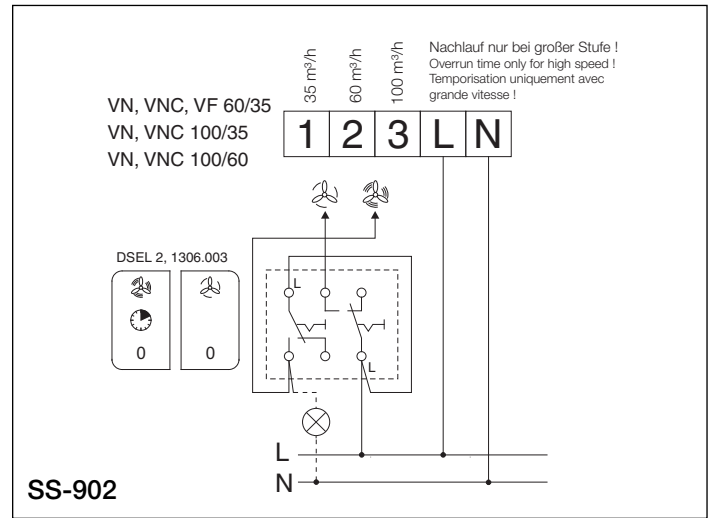 35 m³/h
60 m³/h
100 m³/h
Nachlauf nur bei großer Stufe !
Overrun time only for high speed !
Temporisation uniquement avec
grande vitesse !
VN, VNC, VF 60/35
VN, VNC 100/35
VN, VNC 100/60
1 2 3 L N
DSEL 2, 1306.003
L
0 0
L
L
N
SS-902